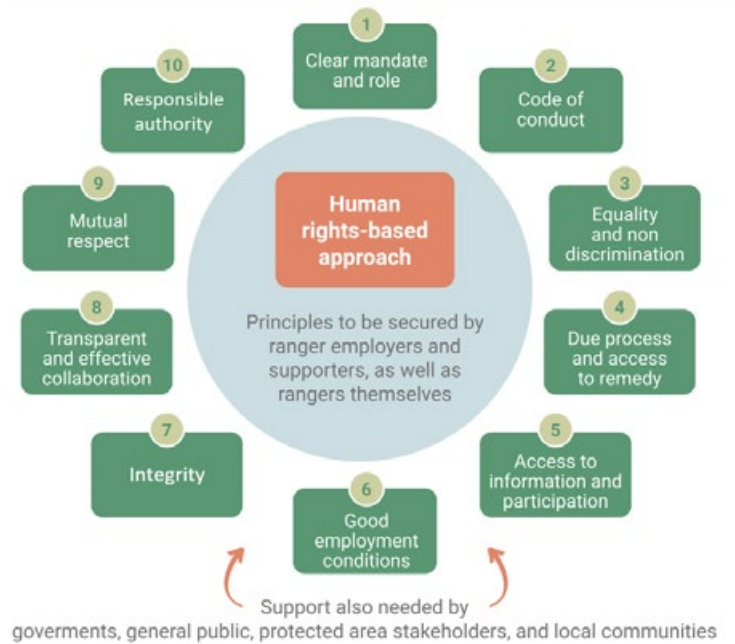 1
Clear mandate
and role
2
Code of
conduct
3
Equality
and non
discrimination
4
Due process
and access
to remedy
5
Access to
information and
participation
6
Good
employment
conditions
7
Integrity
8
Transparent
and effective
collaboration
9
Mutual
respect
10
Responsible
authority
Human
rights-based
approach
Principles to be secured by
ranger employers and
supporters, as well as
rangers themselves
Support also needed by
goverments, general public, protected area stakeholders, and local communities